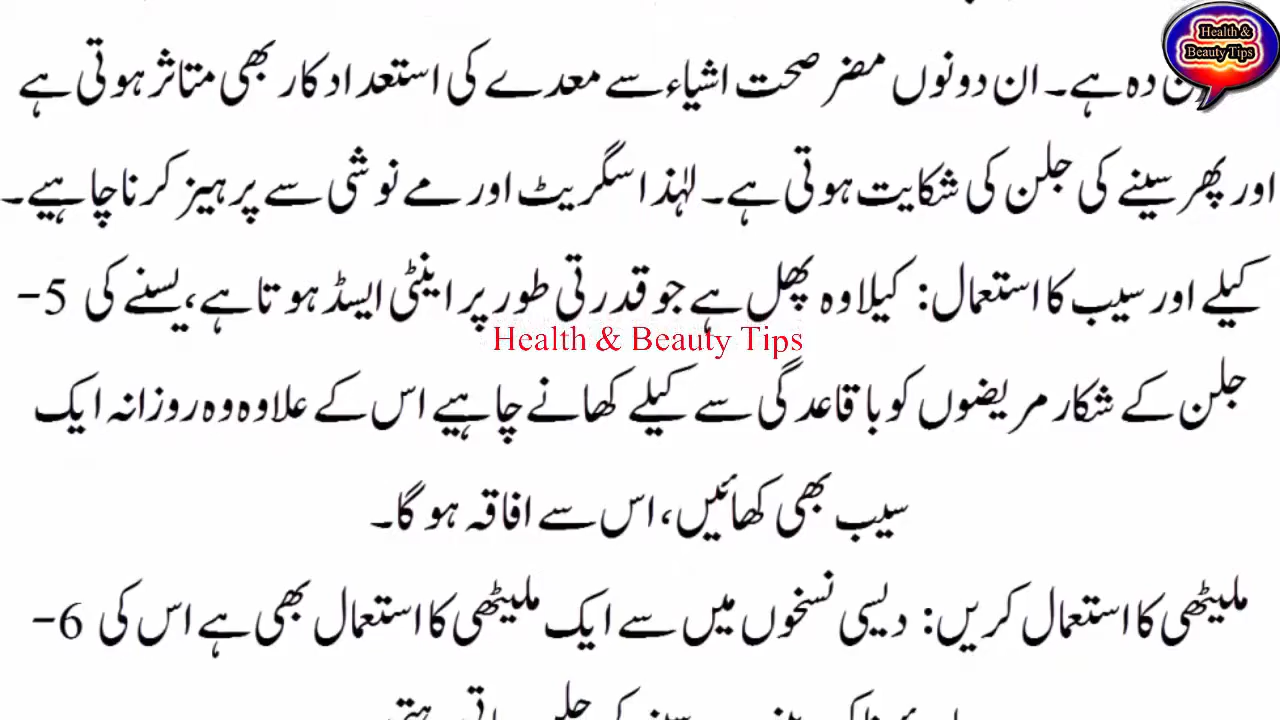 Health &
Beauty Tips
دہ ہے۔ ان دونوں مضر صحت اشیاء سے معدے کی استعداد کار بھی متاثر ہوتی ہے
اور پھر سینے کی جلن کی شکایت ہوتی ہے۔ لہٰذا سگریٹ اور مے نوشی سے پرہیز کرنا چاہیے۔
کیلے اور سیب کا استعمال: کیلا وہ پھل ہے جو قدرتی طور پر اینٹی ایسڈ ہوتا ہے، یسنے کی 5-
Health & Beauty Tips
جلن کے شکار مریضوں کو باقاعدگی سے کیلے کھانے چاہیے اس کے علاوہ وہ روزانہ ایک
سیب بھی کھائیں، اس سے افاقہ ہو گا۔
ملیٹھی کا استعمال کریں: دیسی نسخوں میں سے ایک ملیٹھی کا استعمال بھی ہے اس کی 6-